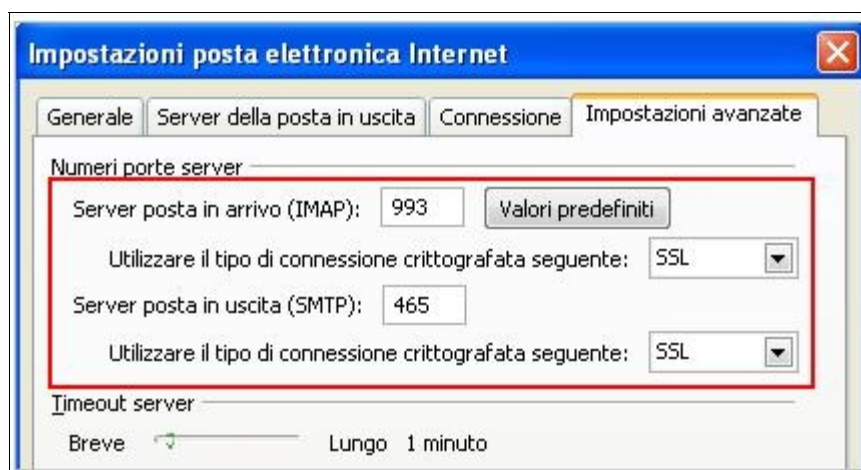 Impostazioni posta elettronica Internet
Generale Server della posta in uscita Connessione Impostazioni avanzate
Numeri porte server
Server posta in arrivo (IMAP): 993 Valori predefiniti
Utilizzare il tipo di connessione crittografata seguente: SSL
Server posta in uscita (SMTP): 465
Utilizzare il tipo di connessione crittografata seguente: SSL
Timeout server
Breve Lungo 1 minuto